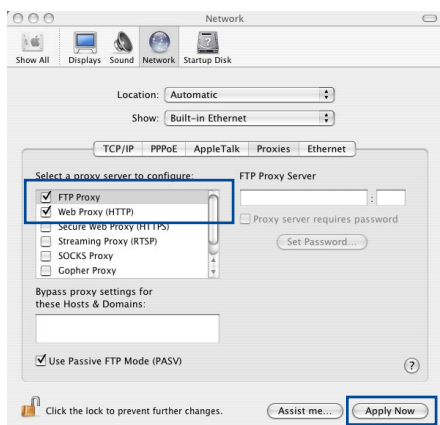 Network
Show All Displays Sound Network Startup Disk
Location: Automatic
Show: Built-in Ethernet
TCP/IP PPPoE AppleTalk Proxies Ethernet
Select a proxy server to configure: FTP Proxy Server
FTP Proxy :
Web Proxy (HTTP) Proxy server requires password
Secure Web Proxy (HTTPS)
Streaming Proxy (RTSP) Set Password...
SOCKS Proxy
Gopher Proxy
Bypass proxy settings for
these Hosts & Domains:
Use Passive FTP Mode (PASV) ?
Click the lock to prevent further changes. Assist me... Apply Now